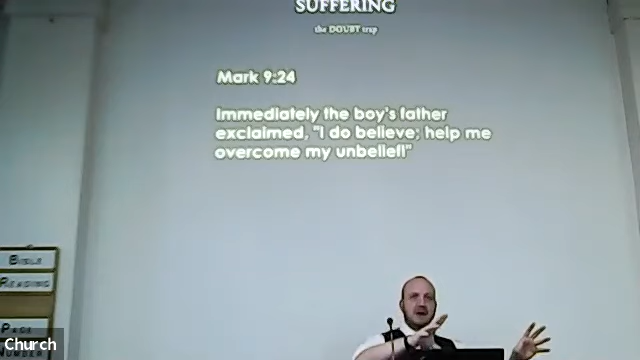 SUFFERING
the DOUBT trap
Mark 9:24
Immediately the boy's father
exclaimed, "I do believe; help me
overcome my unbelief!"
BIBLE
READING
PAGE
NUMBER
Church